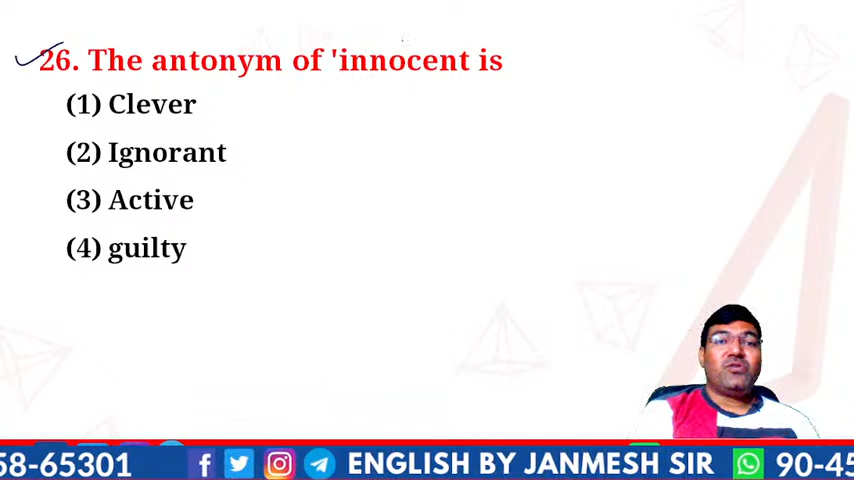 26. The antonym of 'innocent is
(1) Clever
(2) Ignorant
(3) Active
(4) guilty
58-65301 ENGLISH BY JANMESH SIR 90-45